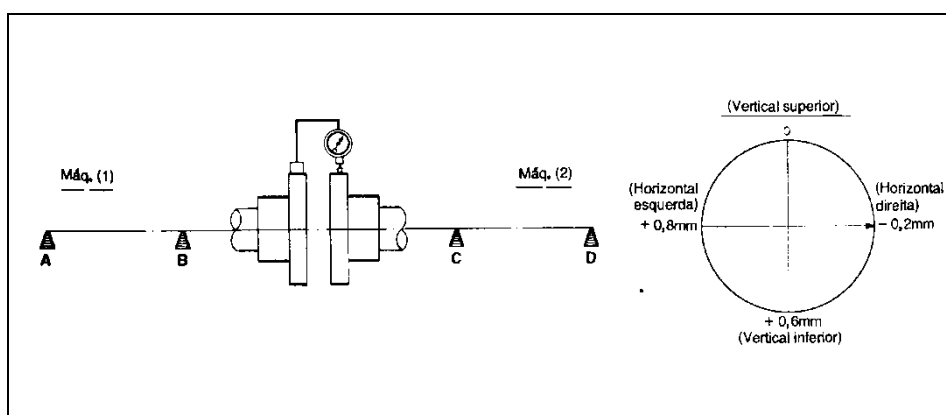 Máq. (1)
A
B
Máq. (2)
C
D
(Vertical superior)
0
(Horizontal
esquerda)
+ 0,8mm
(Horizontal
direita)
- 0,2mm
+ 0,6mm
(Vertical inferior)